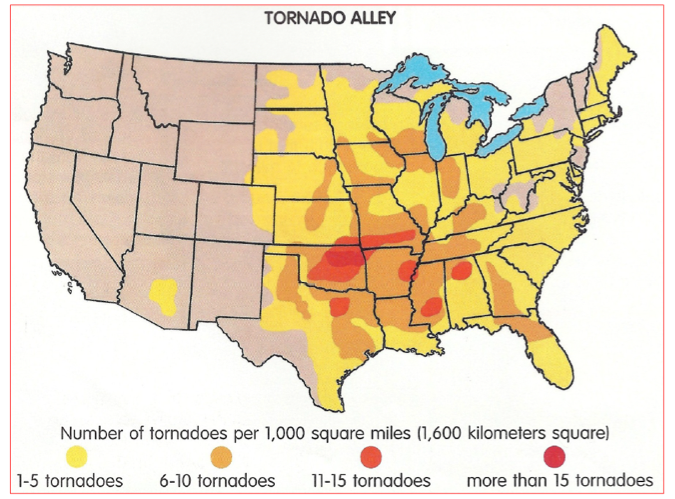 TORNADO ALLEY
Number of tornadoes per 1,000 square miles (1,600 kilometers square)
1-5 tornadoes 6-10 tornadoes 11-15 tornadoes more than 15 tornadoes